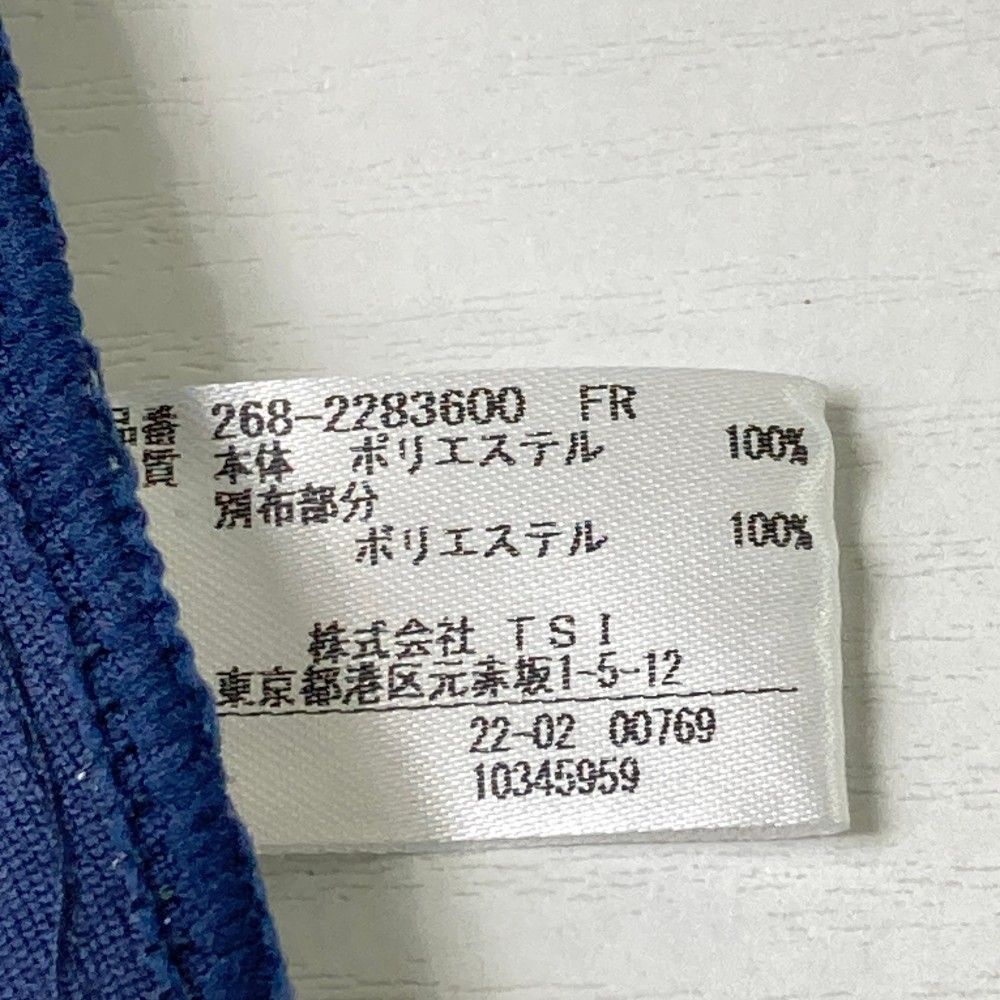 品番 268-2283600 FR
本体 ポリエステル 100%
別布部分
ポリエステル 100%
株式会社 TSI
東京都港区元赤坂1-5-12
22-02 00769
10345959